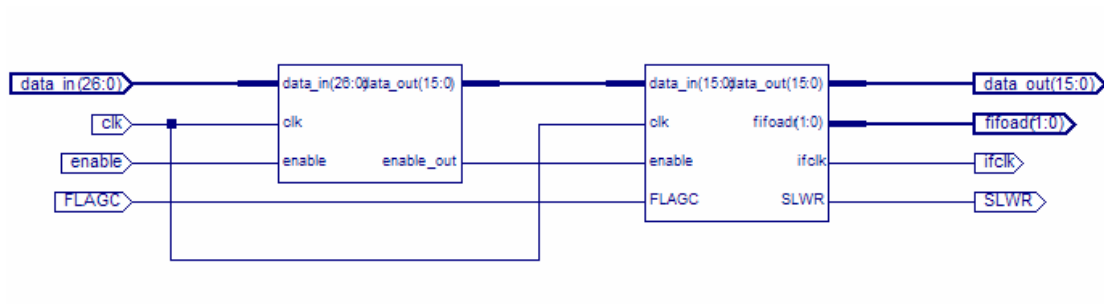 data_in(26:0)
clk
enable
FLAGC
data_in(26:0)
data_out(15:0)
clk
enable
enable_out
data_in(15:0)
data_out(15:0)
clk
fifoad(1:0)
enable
ifclk
FLAGC
SLWR
data_out(15:0)
fifoad(1:0)
ifclk
SLWR